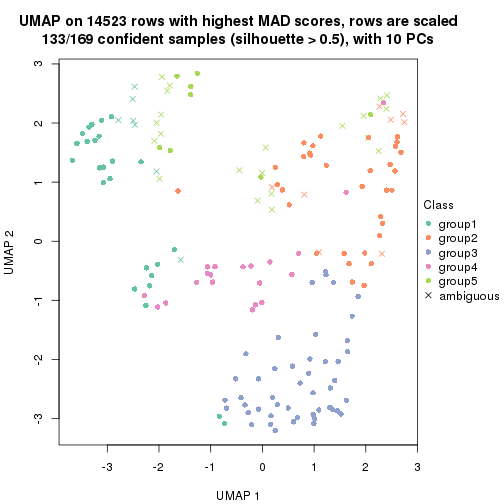 UMAP on 14523 rows with highest MAD scores, rows are scaled
133/169 confident samples (silhouette > 0.5), with 10 PCs
3
2
1
0
-1
-2
-3
UMAP 2
-3
-2
-1
0
1
2
3
UMAP 1
Class
group1
group2
group3
group4
group5
ambiguous